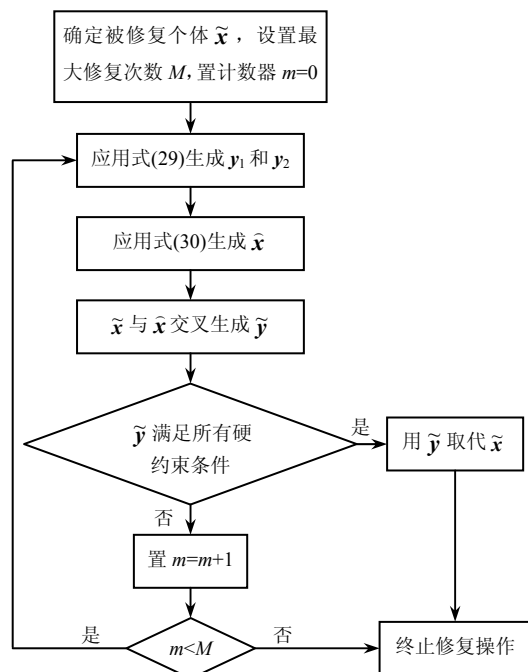 确定被修复个体 x̃ ，设置最
大修复次数 M，置计数器 m=0
应用式(29)生成 y₁ 和 y₂
应用式(30)生成 x̂
x̃ 与 x̂ 交叉生成 ỹ
ỹ 满足所有硬
约束条件
是
用 ỹ 取代 x̃
否
置 m=m+1
是
m<M
否
终止修复操作